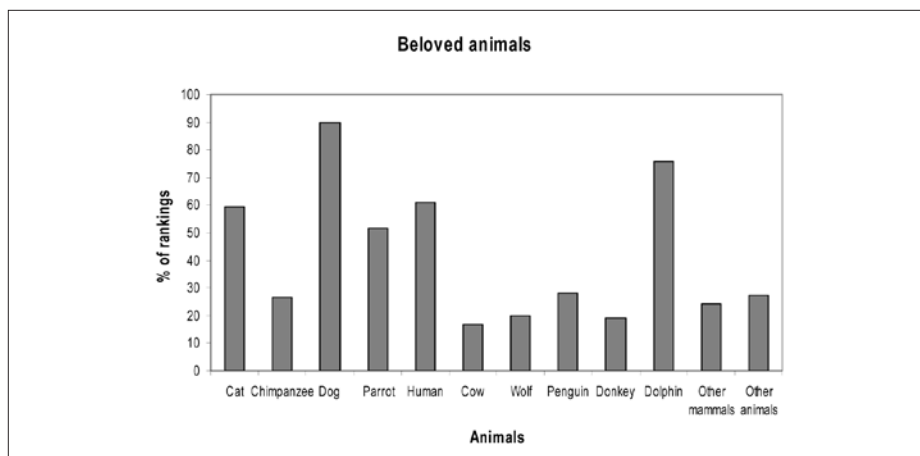 Beloved animals
% of rankings
100
90
80
70
60
50
40
30
20
10
0
Cat Chimpanzee Dog Parrot Human Cow Wolf Penguin Donkey Dolphin Other mammals Other animals
Animals